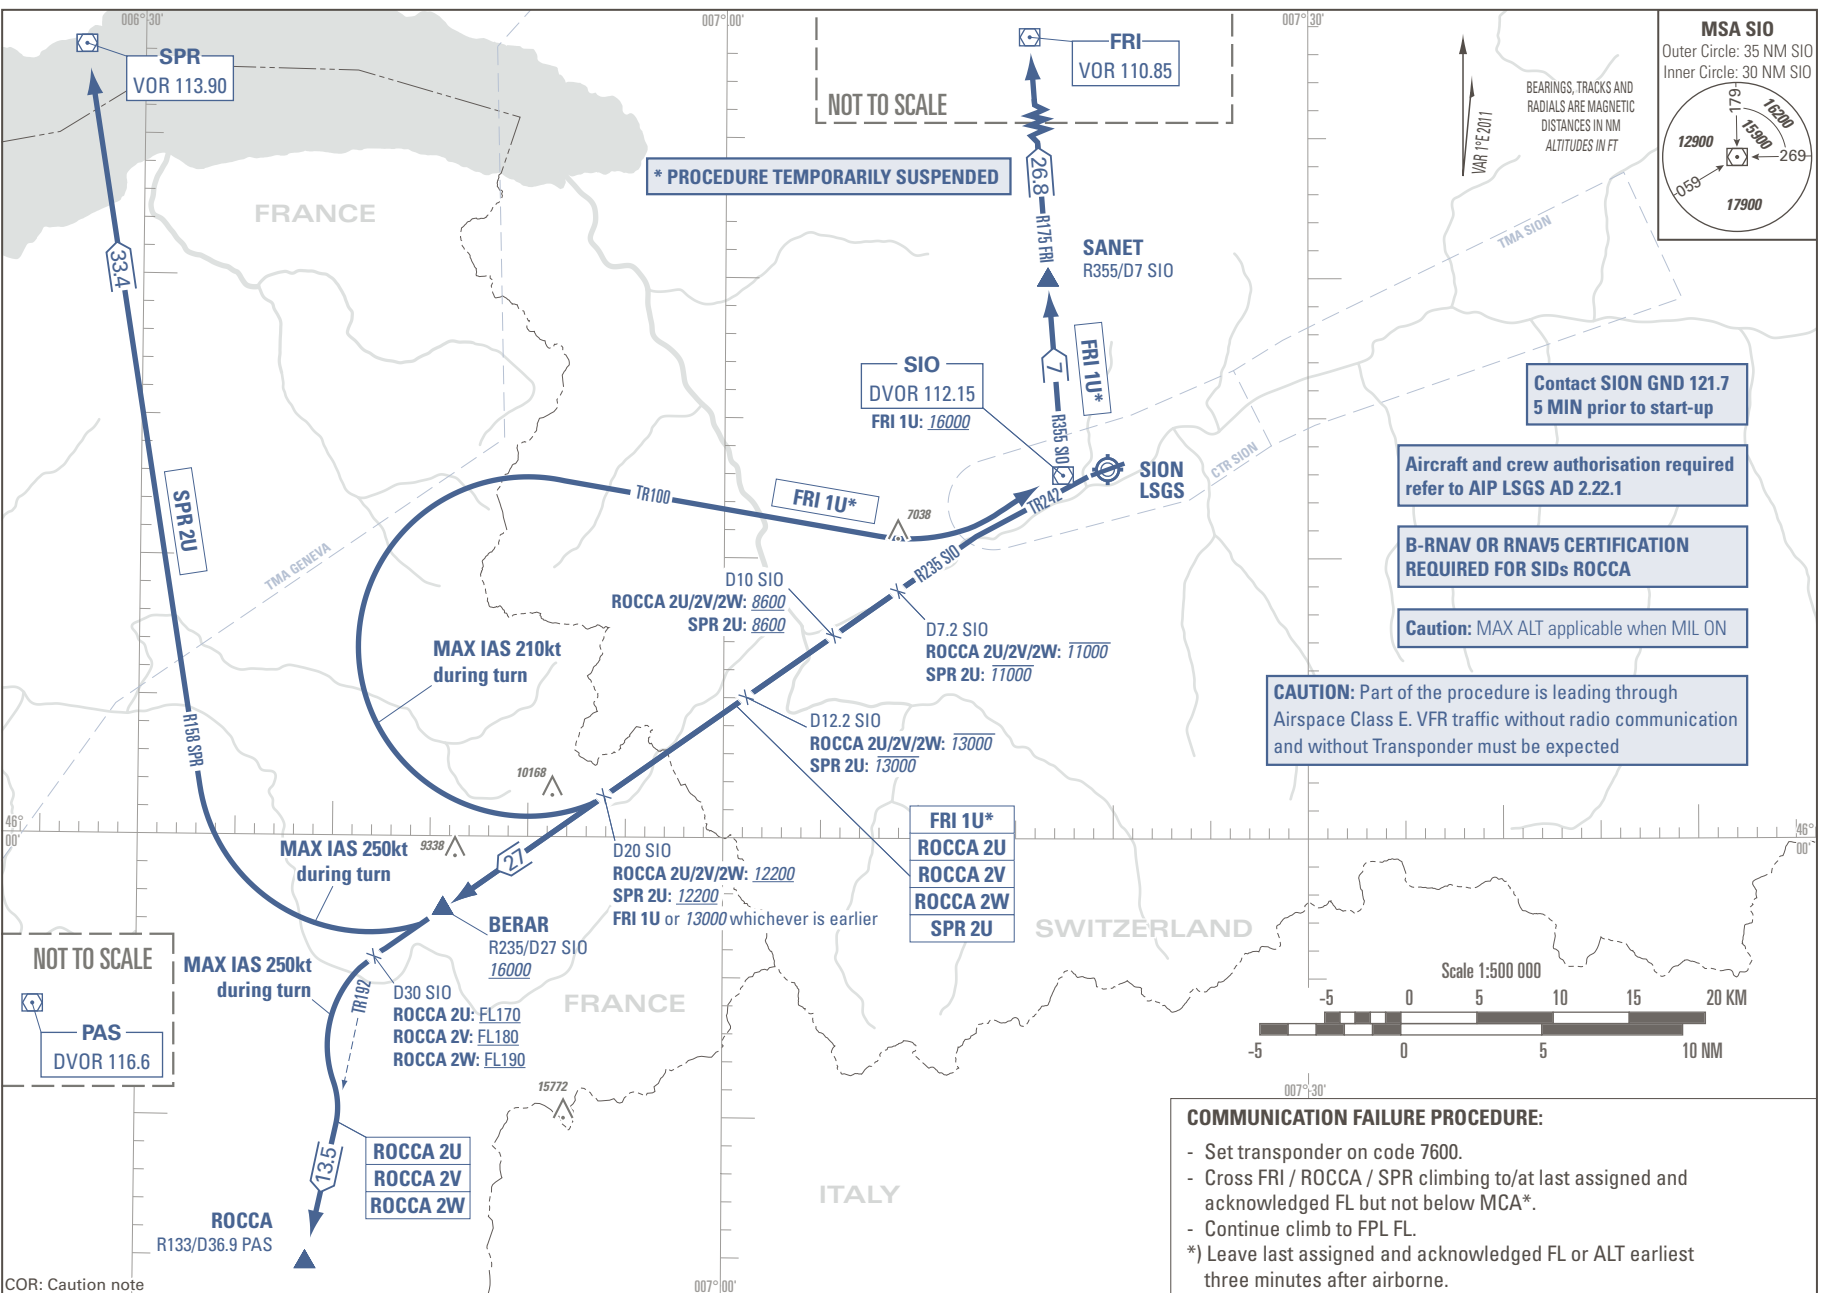 006°30'
007°00'
007°30'
SPR
VOR 113.90
NOT TO SCALE
FRI
VOR 110.85
VAR 1°E 2011
BEARINGS, TRACKS AND
RADIALS ARE MAGNETIC
DISTANCES IN NM
ALTITUDES IN FT
MSA SIO
Outer Circle: 35 NM SIO
Inner Circle: 30 NM SIO
179
16200
15900
12900
269
059
17900
* PROCEDURE TEMPORARILY SUSPENDED
FRANCE
26.8
R175 FRI
SANET
R355/D7 SIO
TMA SION
33.4
7
FRI 1U*
R355 SIO
SIO
DVOR 112.15
FRI 1U: 16000
Contact SION GND 121.7
5 MIN prior to start-up
SION
LSGS
CTR SION
Aircraft and crew authorisation required
refer to AIP LSGS AD 2.22.1
SPR 2U
TR100
FRI 1U*
7038
TR242
R235 SIO
B-RNAV OR RNAV5 CERTIFICATION
REQUIRED FOR SIDs ROCCA
TMA GENEVA
D10 SIO
ROCCA 2U/2V/2W: 8600
SPR 2U: 8600
D7.2 SIO
ROCCA 2U/2V/2W: 11000
SPR 2U: 11000
Caution: MAX ALT applicable when MIL ON
MAX IAS 210kt
during turn
CAUTION: Part of the procedure is leading through
Airspace Class E. VFR traffic without radio communication
and without Transponder must be expected
R158 SPR
D12.2 SIO
ROCCA 2U/2V/2W: 13000
SPR 2U: 13000
10168
46°
00'
46°
00'
FRI 1U*
ROCCA 2U
ROCCA 2V
ROCCA 2W
SPR 2U
MAX IAS 250kt
during turn
9338
27
D20 SIO
ROCCA 2U/2V/2W: 12200
SPR 2U: 12200
FRI 1U or 13000 whichever is earlier
BERAR
R235/D27 SIO
16000
SWITZERLAND
NOT TO SCALE
PAS
DVOR 116.6
MAX IAS 250kt
during turn
TR192
D30 SIO
ROCCA 2U: FL170
ROCCA 2V: FL180
ROCCA 2W: FL190
FRANCE
Scale 1:500 000
-5 0 5 10 15 20 KM
-5 0 5 10 NM
15772
007°30'
13.5
ROCCA 2U
ROCCA 2V
ROCCA 2W
ITALY
ROCCA
R133/D36.9 PAS
COMMUNICATION FAILURE PROCEDURE:
- Set transponder on code 7600.
- Cross FRI / ROCCA / SPR climbing to/at last assigned and
acknowledged FL but not below MCA*.
- Continue climb to FPL FL.
*) Leave last assigned and acknowledged FL or ALT earliest
three minutes after airborne.
COR: Caution note
007°00'